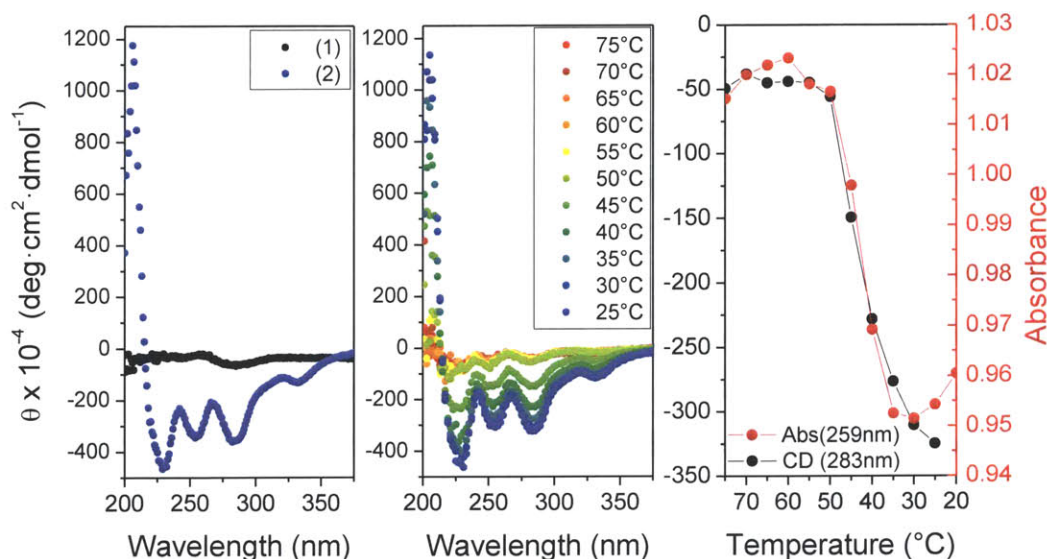 θ x 10⁻⁴ (deg·cm²·dmol⁻¹)
1200
1000
800
600
400
200
0
-200
-400
(1)
(2)
200 250 300 350
Wavelength (nm)
1200
1000
800
600
400
200
0
-200
-400
75°C
70°C
65°C
60°C
55°C
50°C
45°C
40°C
35°C
30°C
25°C
200 250 300 350
Wavelength (nm)
0
-50
-100
-150
-200
-250
-300
-350
Abs(259nm)
CD (283nm)
70 60 50 40 30 20
Temperature (°C)
1.03
1.02
1.01
1.00
0.99
0.98
0.97
0.96
0.95
0.94
Absorbance